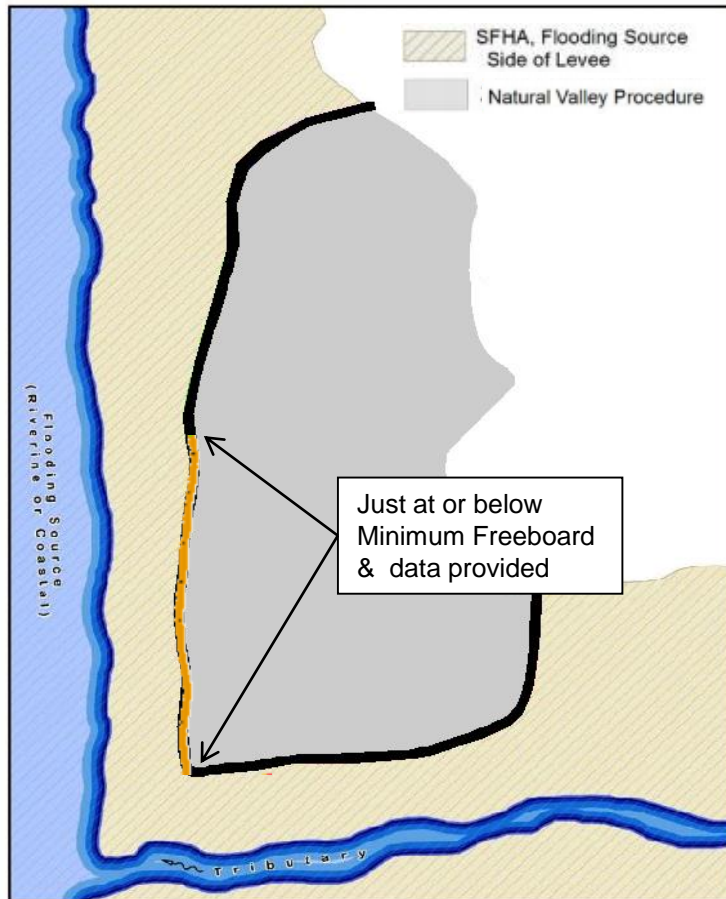 SFHA, Flooding Source
Side of Levee
Natural Valley Procedure
Flooding Source
(Riverine or Coastal)
Just at or below
Minimum Freeboard
& data provided
Tributary